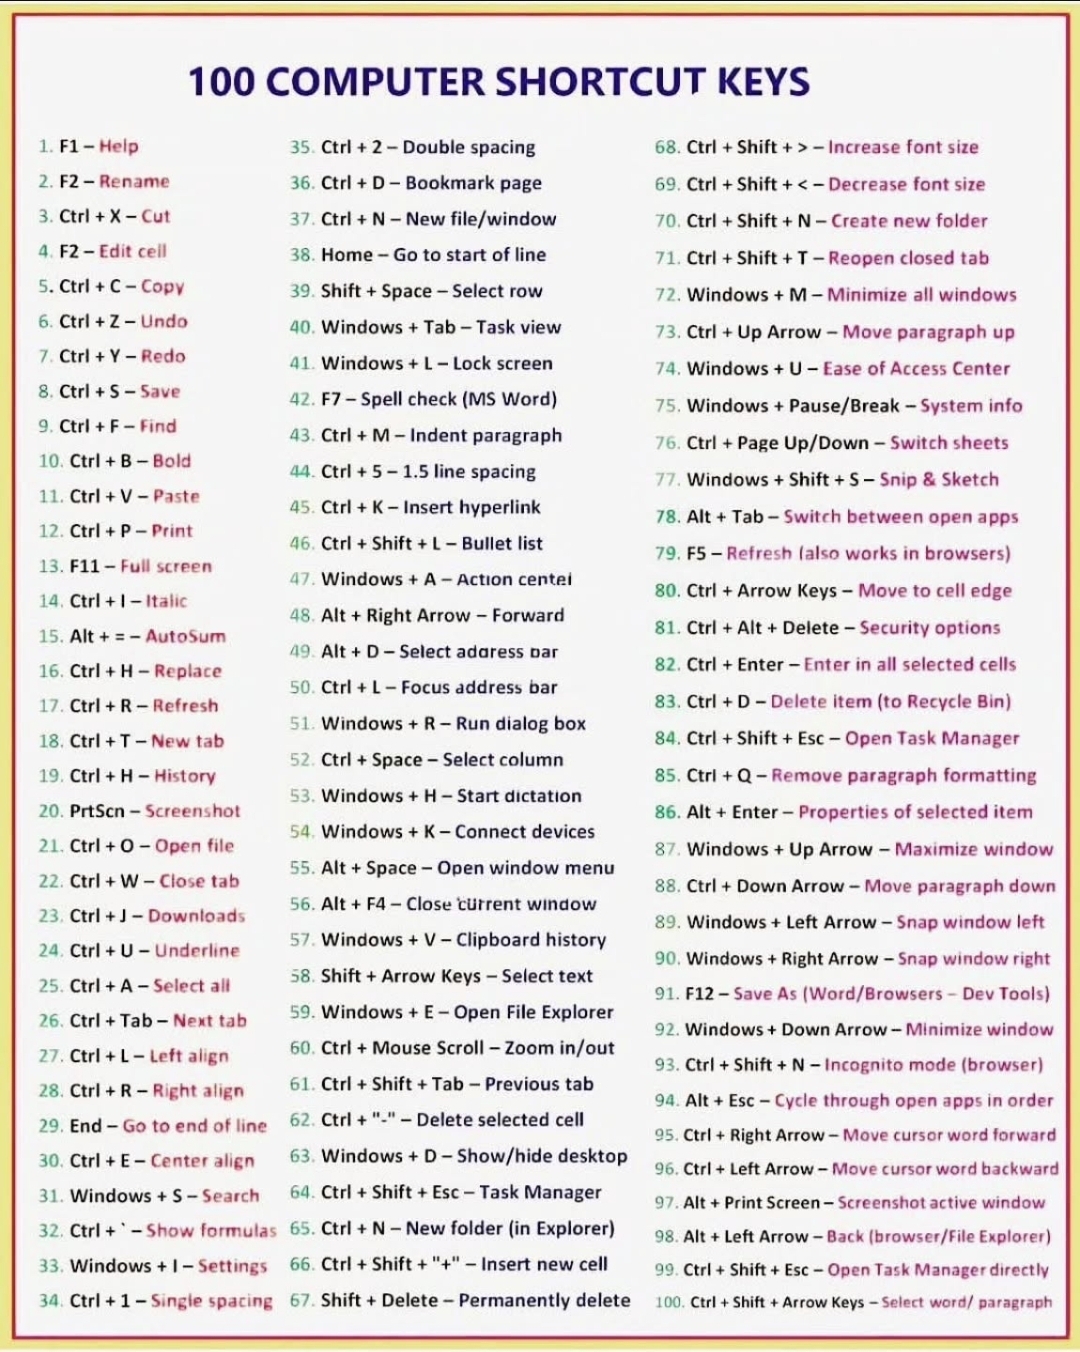 100 COMPUTER SHORTCUT KEYS
1. F1 – Help
2. F2 – Rename
3. Ctrl + X – Cut
4. F2 – Edit cell
5. Ctrl + C – Copy
6. Ctrl + Z – Undo
7. Ctrl + Y – Redo
8. Ctrl + S – Save
9. Ctrl + F – Find
10. Ctrl + B – Bold
11. Ctrl + V – Paste
12. Ctrl + P – Print
13. F11 – Full screen
14. Ctrl + I – Italic
15. Alt + = – AutoSum
16. Ctrl + H – Replace
17. Ctrl + R – Refresh
18. Ctrl + T – New tab
19. Ctrl + H – History
20. PrtScn – Screenshot
21. Ctrl + O – Open file
22. Ctrl + W – Close tab
23. Ctrl + J – Downloads
24. Ctrl + U – Underline
25. Ctrl + A – Select all
26. Ctrl + Tab – Next tab
27. Ctrl + L – Left align
28. Ctrl + R – Right align
29. End – Go to end of line
30. Ctrl + E – Center align
31. Windows + S – Search
32. Ctrl + ` – Show formulas
33. Windows + I – Settings
34. Ctrl + 1 – Single spacing
35. Ctrl + 2 – Double spacing
36. Ctrl + D – Bookmark page
37. Ctrl + N – New file/window
38. Home – Go to start of line
39. Shift + Space – Select row
40. Windows + Tab – Task view
41. Windows + L – Lock screen
42. F7 – Spell check (MS Word)
43. Ctrl + M – Indent paragraph
44. Ctrl + 5 – 1.5 line spacing
45. Ctrl + K – Insert hyperlink
46. Ctrl + Shift + L – Bullet list
47. Windows + A – Action center
48. Alt + Right Arrow – Forward
49. Alt + D – Select address bar
50. Ctrl + L – Focus address bar
51. Windows + R – Run dialog box
52. Ctrl + Space – Select column
53. Windows + H – Start dictation
54. Windows + K – Connect devices
55. Alt + Space – Open window menu
56. Alt + F4 – Close current window
57. Windows + V – Clipboard history
58. Shift + Arrow Keys – Select text
59. Windows + E – Open File Explorer
60. Ctrl + Mouse Scroll – Zoom in/out
61. Ctrl + Shift + Tab – Previous tab
62. Ctrl + "-" – Delete selected cell
63. Windows + D – Show/hide desktop
64. Ctrl + Shift + Esc – Task Manager
65. Ctrl + N – New folder (in Explorer)
66. Ctrl + Shift + "+" – Insert new cell
67. Shift + Delete – Permanently delete
68. Ctrl + Shift + > – Increase font size
69. Ctrl + Shift + < – Decrease font size
70. Ctrl + Shift + N – Create new folder
71. Ctrl + Shift + T – Reopen closed tab
72. Windows + M – Minimize all windows
73. Ctrl + Up Arrow – Move paragraph up
74. Windows + U – Ease of Access Center
75. Windows + Pause/Break – System info
76. Ctrl + Page Up/Down – Switch sheets
77. Windows + Shift + S – Snip & Sketch
78. Alt + Tab – Switch between open apps
79. F5 – Refresh (also works in browsers)
80. Ctrl + Arrow Keys – Move to cell edge
81. Ctrl + Alt + Delete – Security options
82. Ctrl + Enter – Enter in all selected cells
83. Ctrl + D – Delete item (to Recycle Bin)
84. Ctrl + Shift + Esc – Open Task Manager
85. Ctrl + Q – Remove paragraph formatting
86. Alt + Enter – Properties of selected item
87. Windows + Up Arrow – Maximize window
88. Ctrl + Down Arrow – Move paragraph down
89. Windows + Left Arrow – Snap window left
90. Windows + Right Arrow – Snap window right
91. F12 – Save As (Word/Browsers – Dev Tools)
92. Windows + Down Arrow – Minimize window
93. Ctrl + Shift + N – Incognito mode (browser)
94. Alt + Esc – Cycle through open apps in order
95. Ctrl + Right Arrow – Move cursor word forward
96. Ctrl + Left Arrow – Move cursor word backward
97. Alt + Print Screen – Screenshot active window
98. Alt + Left Arrow – Back (browser/File Explorer)
99. Ctrl + Shift + Esc – Open Task Manager directly
100. Ctrl + Shift + Arrow Keys – Select word/ paragraph